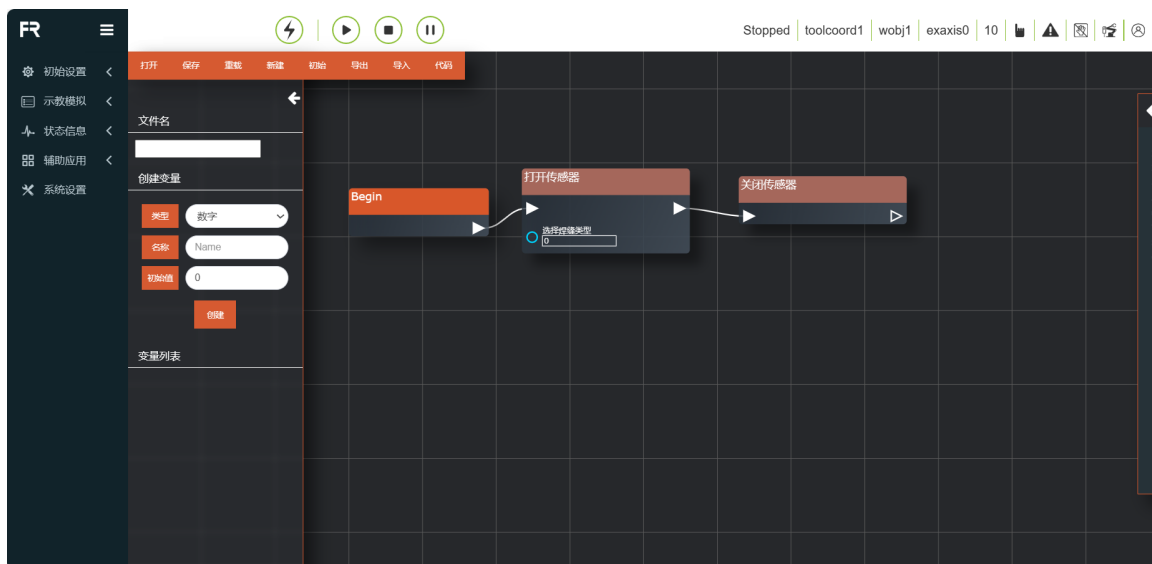 FR
Stopped toolcoord1 wobj1 exaxis0 10
初始设置
示教模拟
状态信息
辅助应用
系统设置
打开 保存 重载 新建 初始 导出 导入 代码
文件名
创建变量
类型 数字
名称 Name
初始值 0
创建
变量列表
Begin
打开传感器
选择焊缝类型
0
关闭传感器